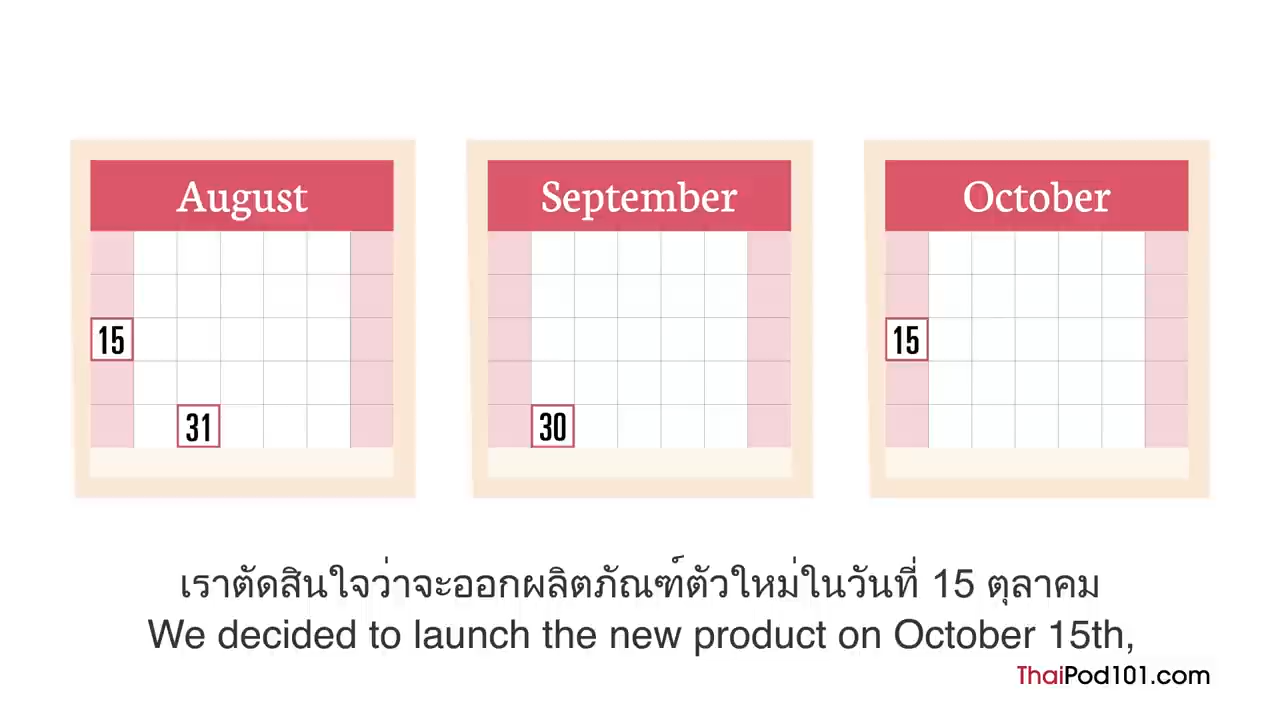 August
September
October
15
15
31
30
เราตัดสินใจว่าจะออกผลิตภัณฑ์ตัวใหม่ในวันที่ 15 ตุลาคม
We decided to launch the new product on October 15th,
ThaiPod101.com